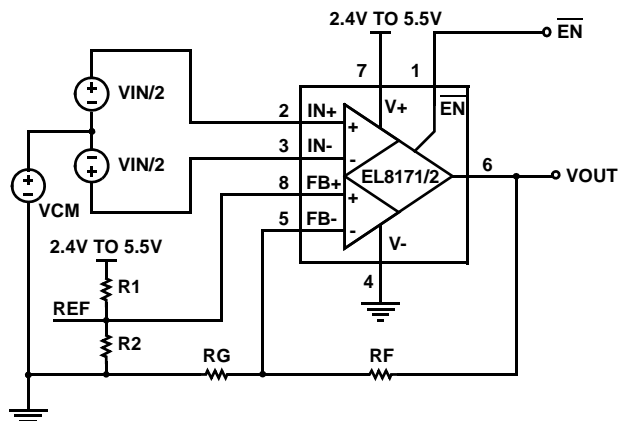 2.4V TO 5.5V
EN
7
1
VIN/2
2
IN+
+
-
V+
EN
+
-
3
IN-
-
+
VIN/2
-
+
8
FB+
+
EL8171/2
6
VOUT
+
-
VCM
5
FB-
-
V-
2.4V TO 5.5V
4
R1
REF
R2
RG
RF